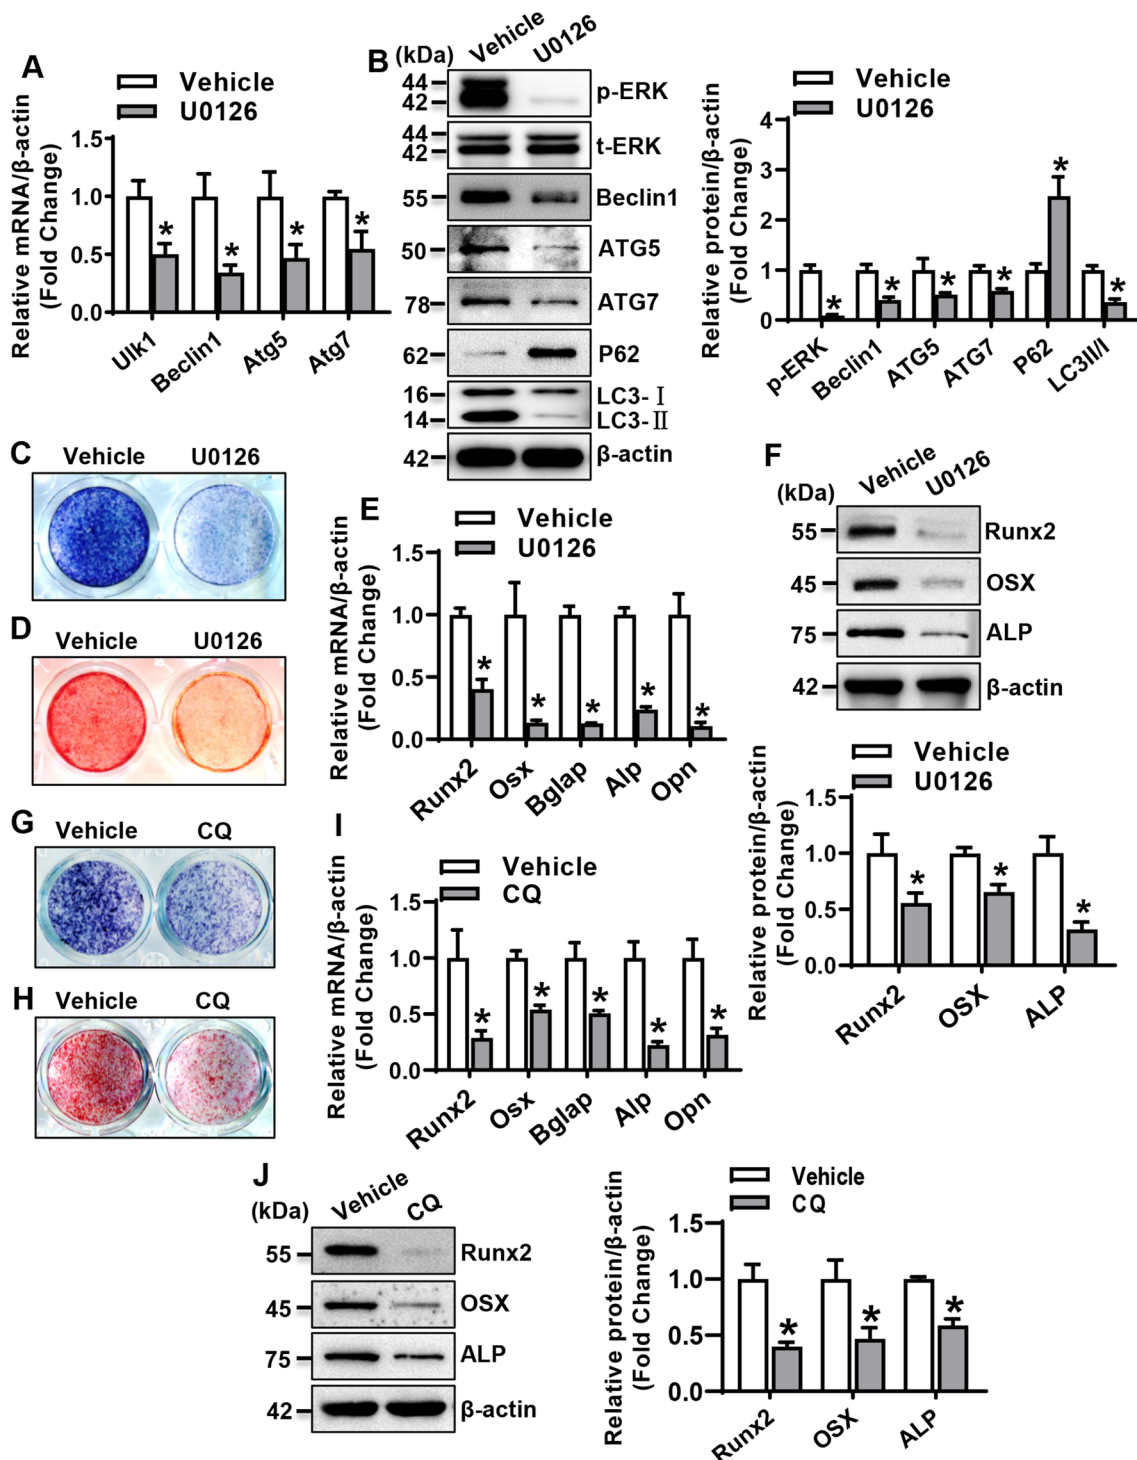 A
Vehicle
U0126
Relative mRNA/β-actin
(Fold Change)
1.5
1.0
0.5
0.0
*
*
*
*
Ulk1
Beclin1
Atg5
Atg7
B
(kDa)
Vehicle
U0126
44
42
p-ERK
44
42
t-ERK
55
Beclin1
50
ATG5
78
ATG7
62
P62
16
LC3-Ⅰ
14
LC3-Ⅱ
42
β-actin
Vehicle
U0126
Relative protein/β-actin
(Fold Change)
4
3
2
1
0
*
*
*
*
*
*
p-ERK
Beclin1
ATG5
ATG7
P62
LC3II/I
C
Vehicle
U0126
D
Vehicle
U0126
E
Vehicle
U0126
Relative mRNA/β-actin
(Fold Change)
1.5
1.0
0.5
0.0
*
*
*
*
*
Runx2
Osx
Bglap
Alp
Opn
F
(kDa)
Vehicle
U0126
55
Runx2
45
OSX
75
ALP
42
β-actin
Vehicle
U0126
Relative protein/β-actin
(Fold Change)
1.5
1.0
0.5
0.0
*
*
*
Runx2
OSX
ALP
G
Vehicle
CQ
H
Vehicle
CQ
I
Vehicle
CQ
Relative mRNA/β-actin
(Fold Change)
1.5
1.0
0.5
0.0
*
*
*
*
*
Runx2
Osx
Bglap
Alp
Opn
J
(kDa)
Vehicle
CQ
55
Runx2
45
OSX
75
ALP
42
β-actin
Vehicle
CQ
Relative protein/β-actin
(Fold Change)
1.5
1.0
0.5
0.0
*
*
*
Runx2
OSX
ALP